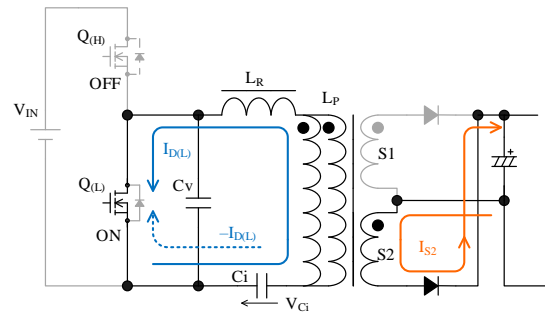 Q(H)
OFF
VIN
LR
LP
ID(L)
S1
Q(L)
Cv
+
ON
−ID(L)
S2
IS2
Ci
VCi